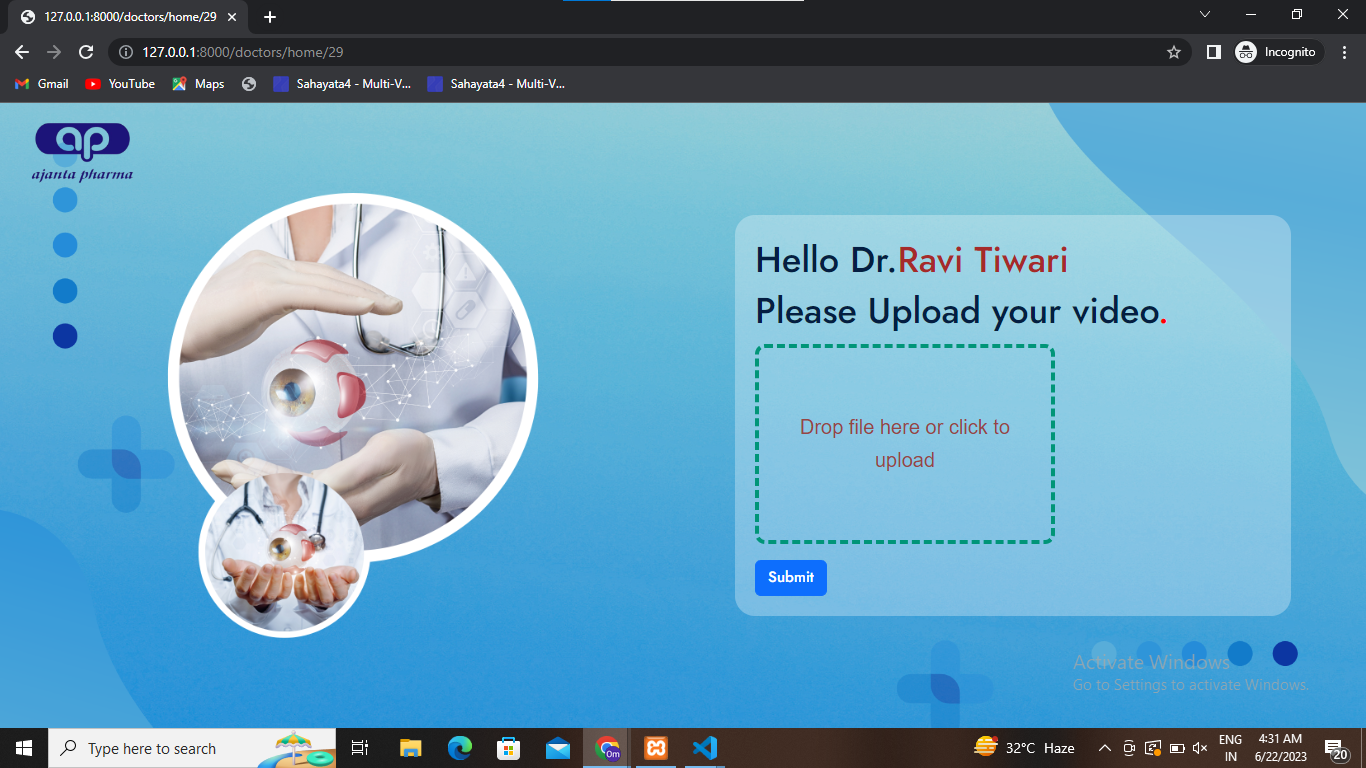 127.0.0.1:8000/doctors/home/29
127.0.0.1:8000/doctors/home/29
Incognito
Gmail
YouTube
Maps
Sahayata4 - Multi-V...
Sahayata4 - Multi-V...
ap
ajanta pharma
Hello Dr.Ravi Tiwari
Please Upload your video.
Drop file here or click to
upload
Submit
Activate Windows
Go to Settings to activate Windows.
Type here to search
Om
32°C Haze
ENG
IN
4:31 AM
6/22/2023
20